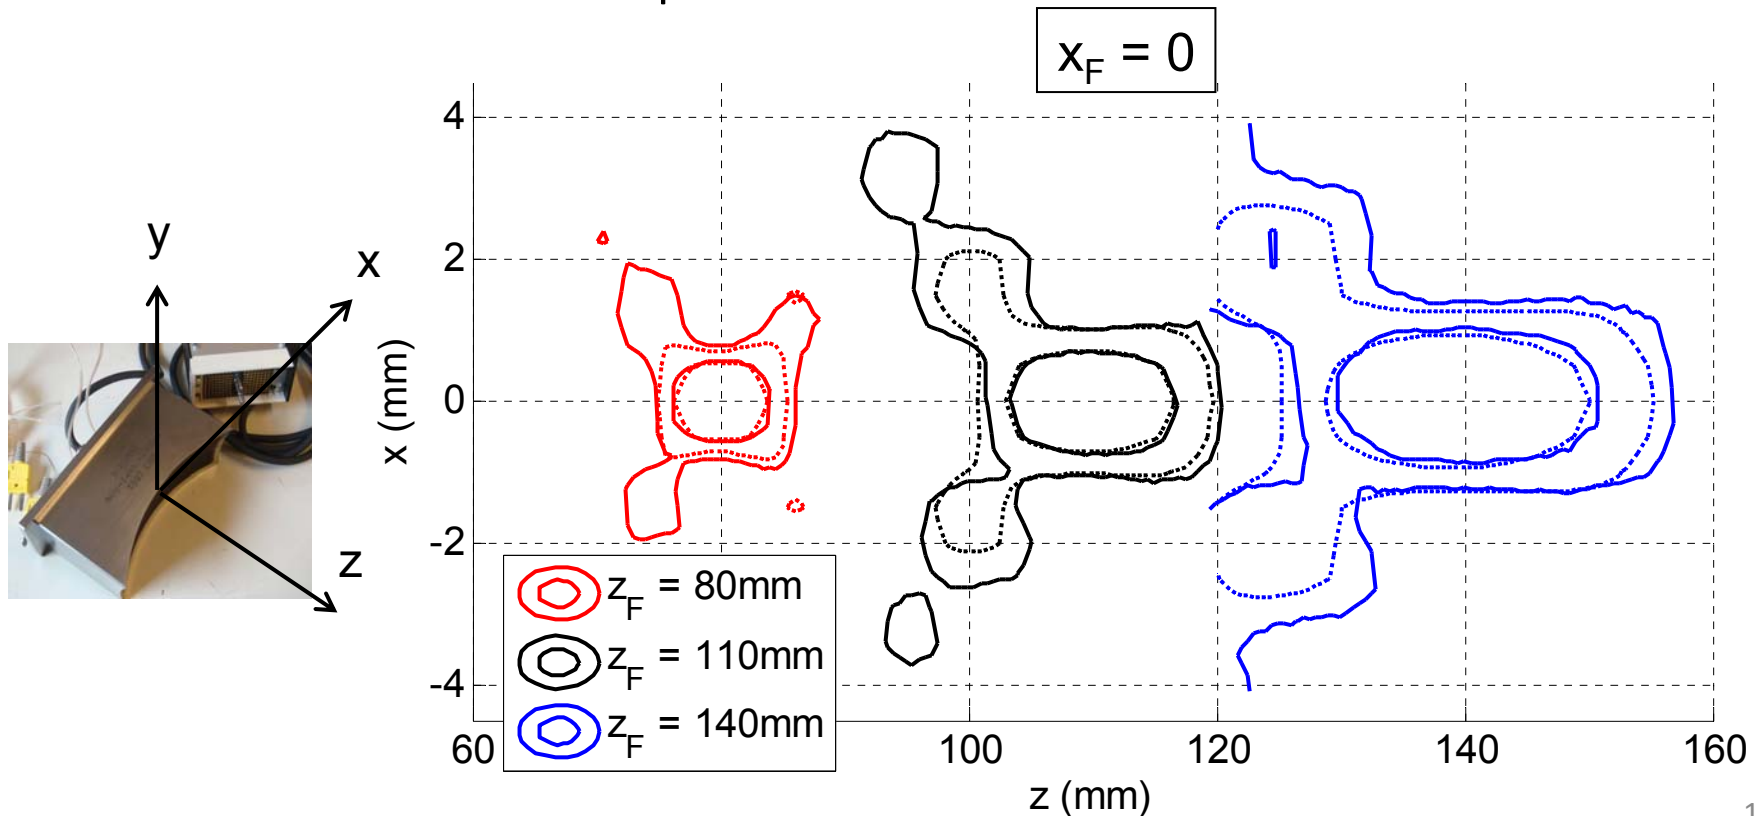 x_F = 0
y
x
z
x (mm)
4
2
0
-2
-4
z_F = 80mm
z_F = 110mm
z_F = 140mm
60
100
120
140
160
z (mm)
1